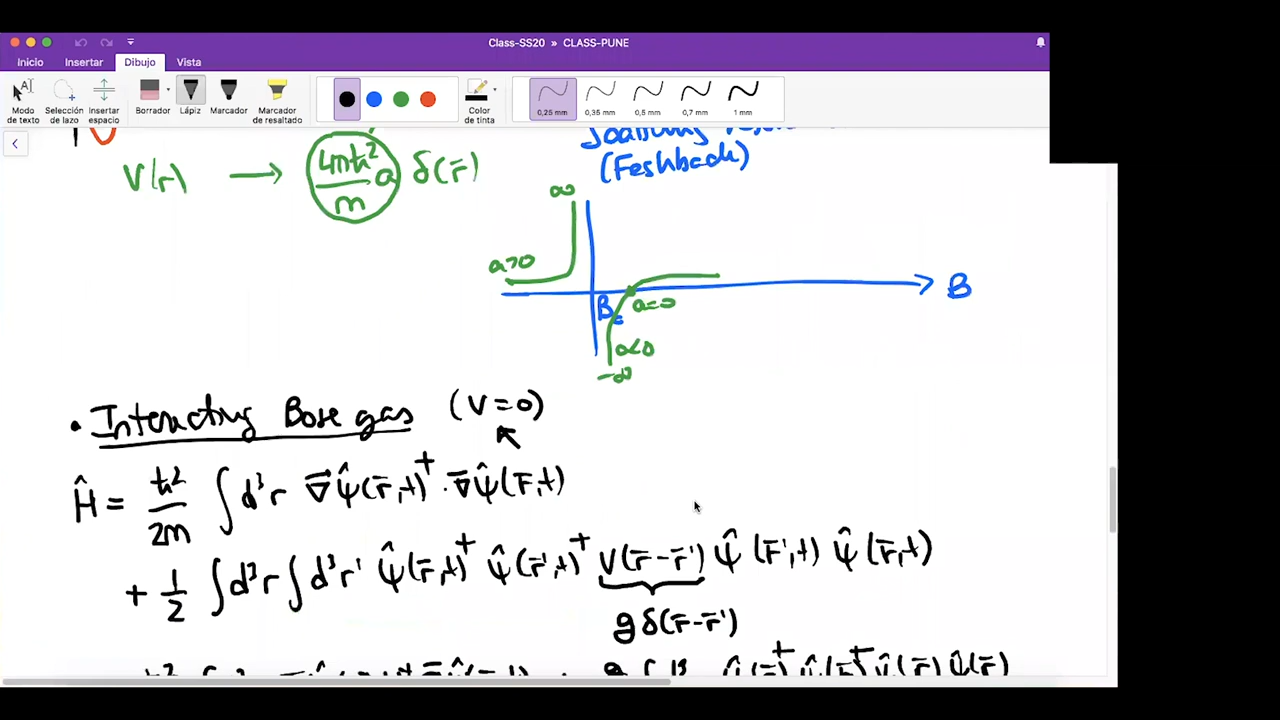 Class-SS20 » CLASS-PUNE
Inicio Insertar Dibujo Vista
Modo de texto
Selección de lazo
Insertar espacio
Borrador
Lápiz
Marcador
Marcador de resaltado
Color de tinta
0,25 mm 0,35 mm 0,5 mm 0,7 mm 1 mm
(Feshbach)
V(r) → 4πħ²/m a δ(r̄)
∞
a>0
B
B₀ a=0
a<0
-∞
• Interacting Bose gas (V=0)
Ĥ = ħ²/2m ∫d³r ∇̄ψ̂(r̄,t)⁺·∇̄ψ̂(r̄,t)
+ 1/2 ∫d³r∫d³r' ψ̂(r̄,t)⁺ ψ̂(r̄',t)⁺ V(r̄-r̄') ψ̂(r̄',t) ψ̂(r̄,t)
gδ(r̄-r̄')